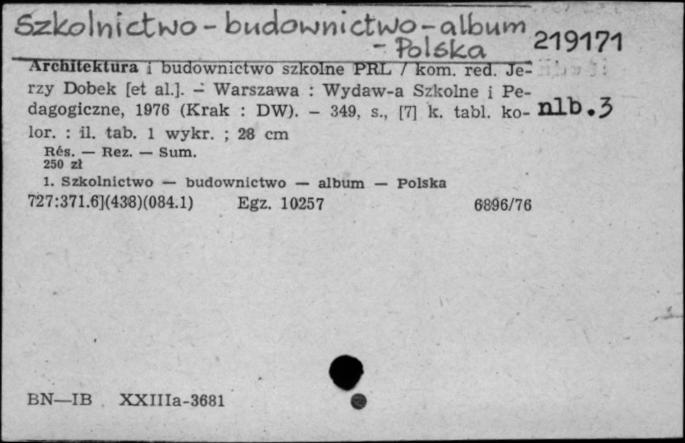 Szkolnictwo - budownictwo - album
- Polska 219171
Architektura i budownictwo szkolne PRL / kom. red. Je-
rzy Dobek [et al.]. — Warszawa : Wydaw-a Szkolne i Pe-
dagogiczne, 1976 (Krak : DW). — 349, s., [7] k. tabl. ko- nlb.3
lor. : il. tab. 1 wykr. ; 28 cm
Rés. — Rez. — Sum.
250 zł
1. Szkolnictwo — budownictwo — album — Polska
727:371.6](438)(084.1) Egz. 10257 6896/76
BN—IB XXIIIa-3681